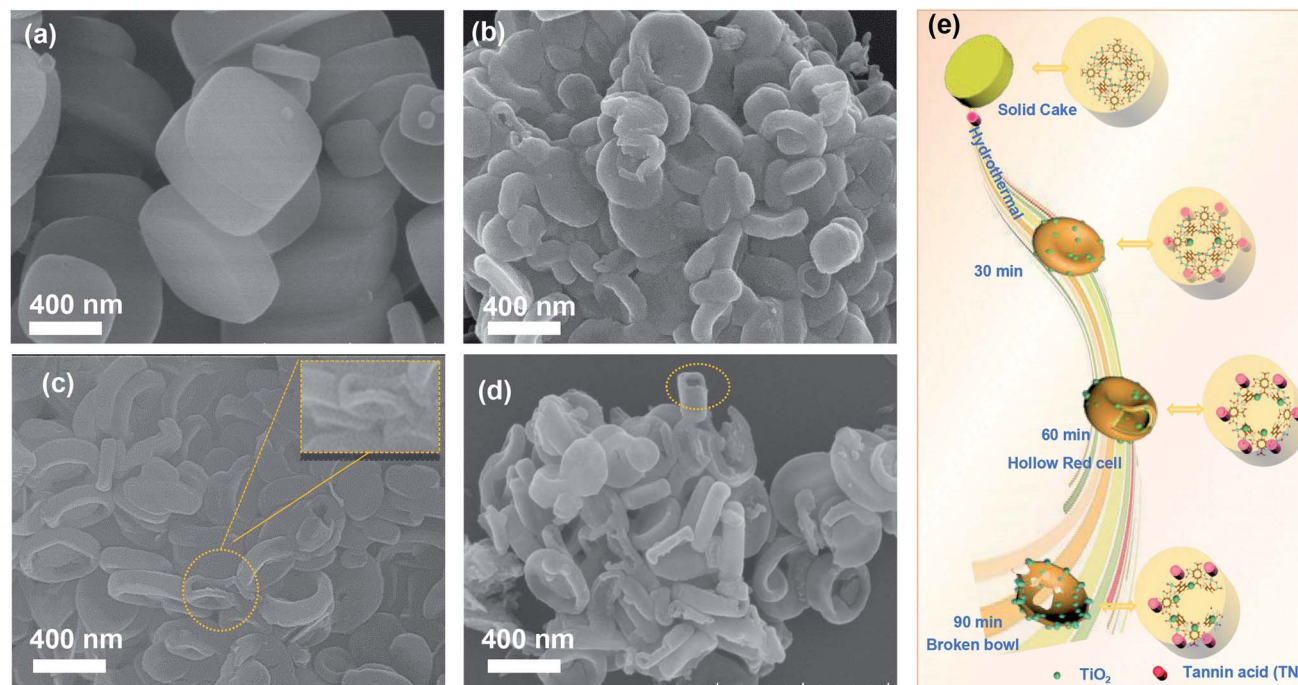 (a)
400 nm
(b)
400 nm
(c)
400 nm
(d)
400 nm
(e)
Solid Cake
Hydrothermal
30 min
60 min
Hollow Red cell
90 min
Broken bowl
TiO₂
Tannin acid (TN